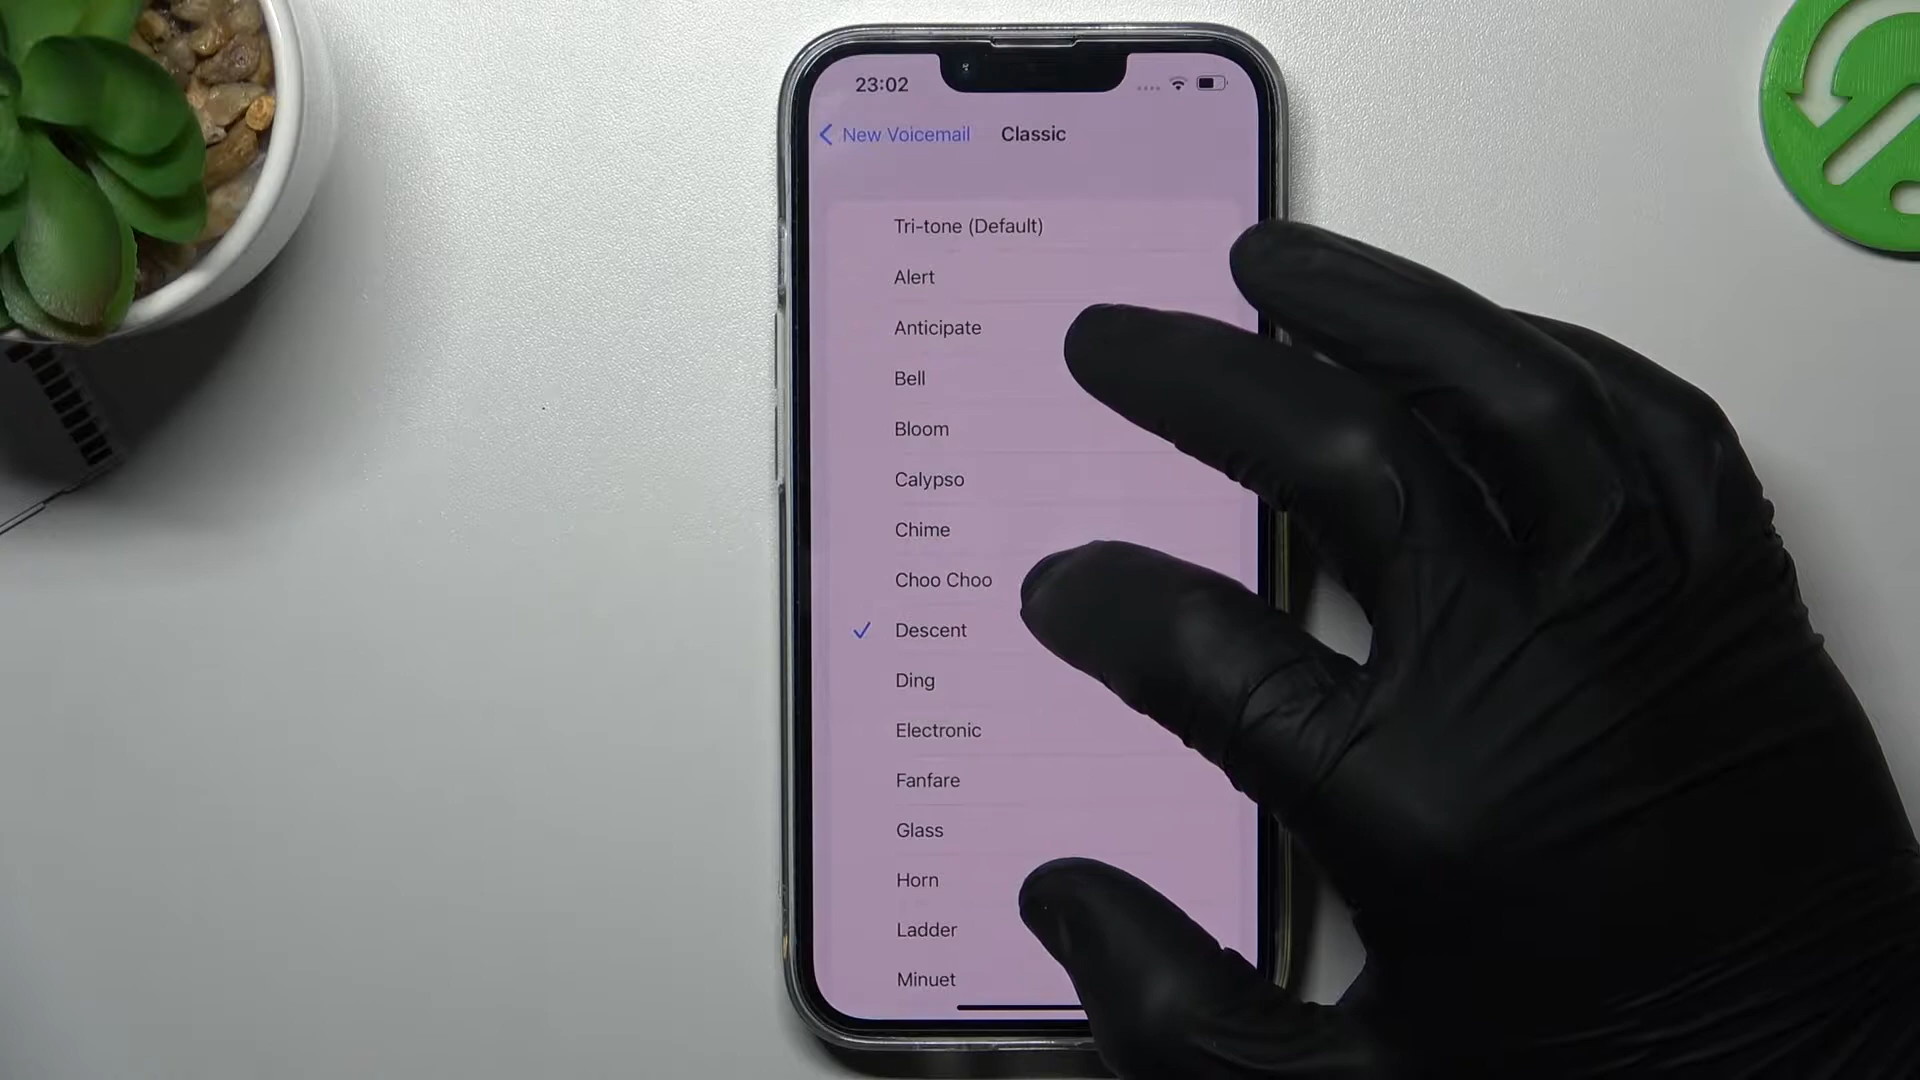 23:02
New Voicemail Classic
Tri-tone (Default)
Alert
Anticipate
Bell
Bloom
Calypso
Chime
Choo Choo
Descent
Ding
Electronic
Fanfare
Glass
Horn
Ladder
Minuet